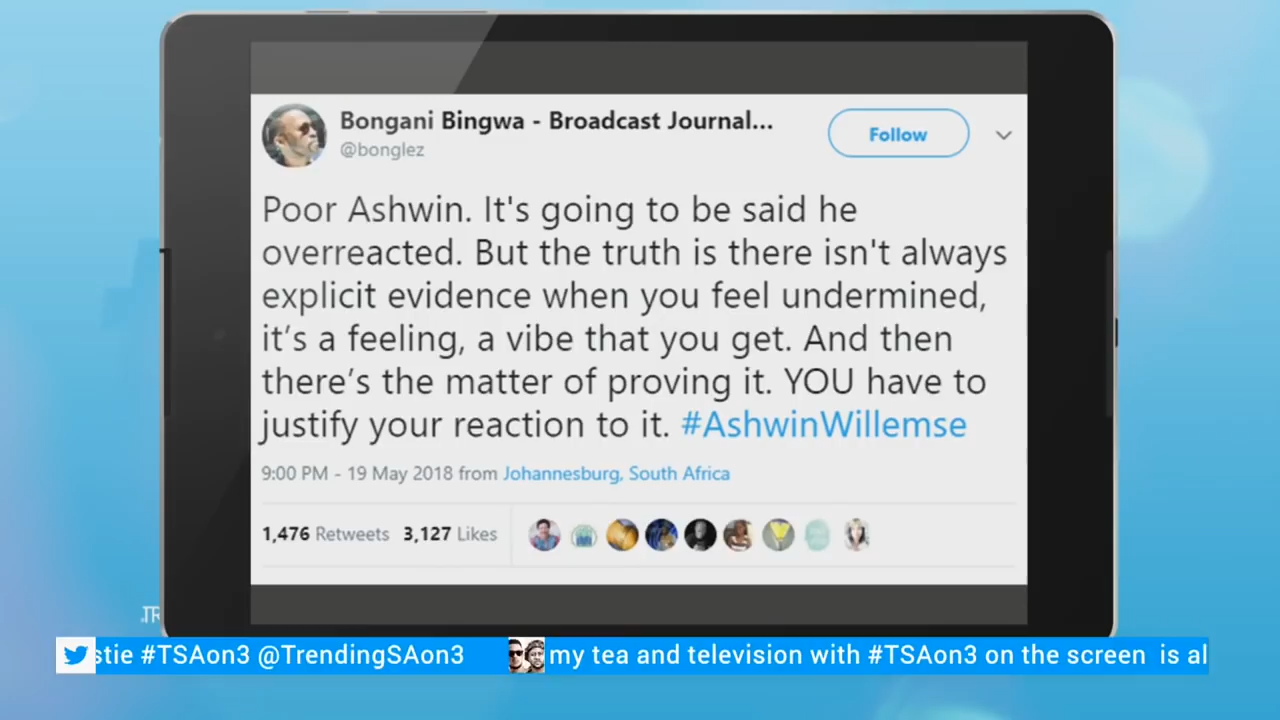 Bongani Bingwa - Broadcast Journal...
@bonglez
Follow
Poor Ashwin. It's going to be said he
overreacted. But the truth is there isn't always
explicit evidence when you feel undermined,
it’s a feeling, a vibe that you get. And then
there’s the matter of proving it. YOU have to
justify your reaction to it. #AshwinWillemse
9:00 PM - 19 May 2018 from Johannesburg, South Africa
1,476 Retweets 3,127 Likes
stie #TSAon3 @TrendingSAon3 my tea and television with #TSAon3 on the screen is al